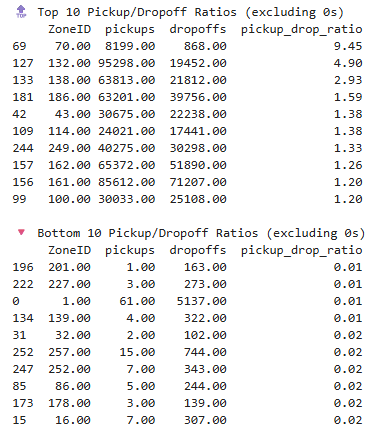 TOP Top 10 Pickup/Dropoff Ratios (excluding 0s)
ZoneID pickups dropoffs pickup_drop_ratio
69 70.00 8199.00 868.00 9.45
127 132.00 95298.00 19452.00 4.90
133 138.00 63813.00 21812.00 2.93
181 186.00 63201.00 39756.00 1.59
42 43.00 30675.00 22238.00 1.38
109 114.00 24021.00 17441.00 1.38
244 249.00 40275.00 30298.00 1.33
157 162.00 65372.00 51890.00 1.26
156 161.00 85612.00 71207.00 1.20
99 100.00 30033.00 25108.00 1.20
Bottom 10 Pickup/Dropoff Ratios (excluding 0s)
ZoneID pickups dropoffs pickup_drop_ratio
196 201.00 1.00 163.00 0.01
222 227.00 3.00 273.00 0.01
0 1.00 61.00 5137.00 0.01
134 139.00 4.00 322.00 0.01
31 32.00 2.00 102.00 0.02
252 257.00 15.00 744.00 0.02
247 252.00 7.00 343.00 0.02
85 86.00 5.00 244.00 0.02
173 178.00 3.00 139.00 0.02
15 16.00 7.00 307.00 0.02